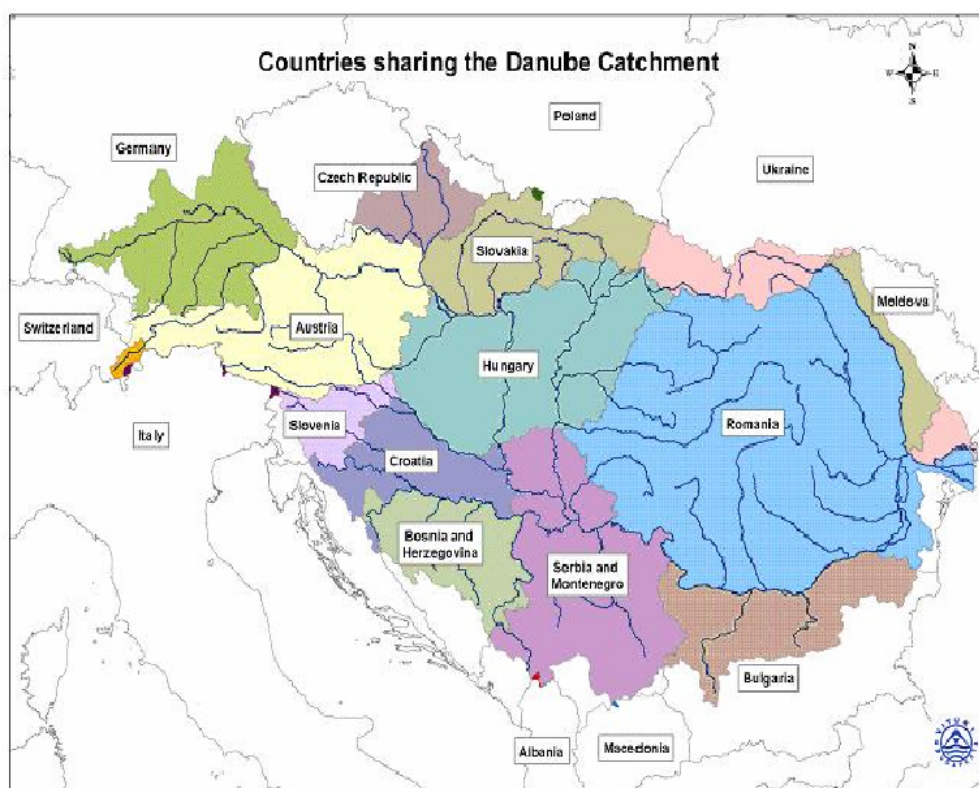 Countries sharing the Danube Catchment
N
W
E
S
Poland
Germany
Czech Republic
Ukraine
Slovakia
Moldova
Switzerland
Austria
Hungary
Italy
Slovenia
Romania
Croatia
Bosnia and
Herzegovina
Serbia and
Montenegro
Bulgaria
Albania
Macedonia